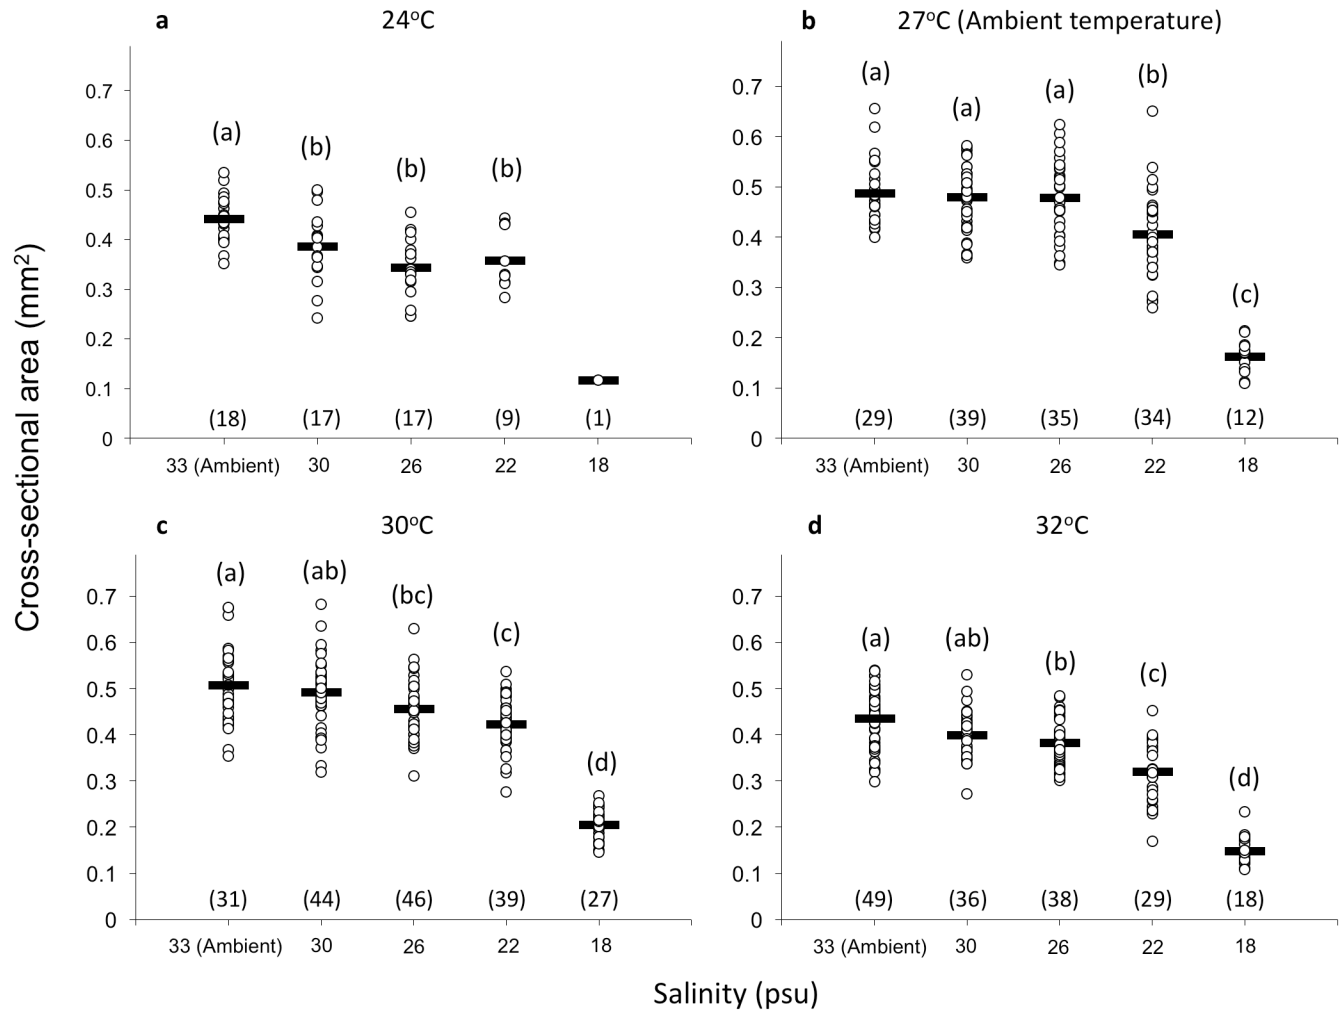 a 24°C
0.7
0.6
0.5
0.4
0.3
0.2
0.1
0
(a) (b) (b) (b)
(18) (17) (17) (9) (1)
33 (Ambient) 30 26 22 18
b 27°C (Ambient temperature)
0.7
0.6
0.5
0.4
0.3
0.2
0.1
0
(a) (a) (a) (b) (c)
(29) (39) (35) (34) (12)
33 (Ambient) 30 26 22 18
c 30°C
0.7
0.6
0.5
0.4
0.3
0.2
0.1
0
(a) (ab) (bc) (c) (d)
(31) (44) (46) (39) (27)
33 (Ambient) 30 26 22 18
d 32°C
0.7
0.6
0.5
0.4
0.3
0.2
0.1
0
(a) (ab) (b) (c) (d)
(49) (36) (38) (29) (18)
33 (Ambient) 30 26 22 18
Cross-sectional area (mm²)
Salinity (psu)